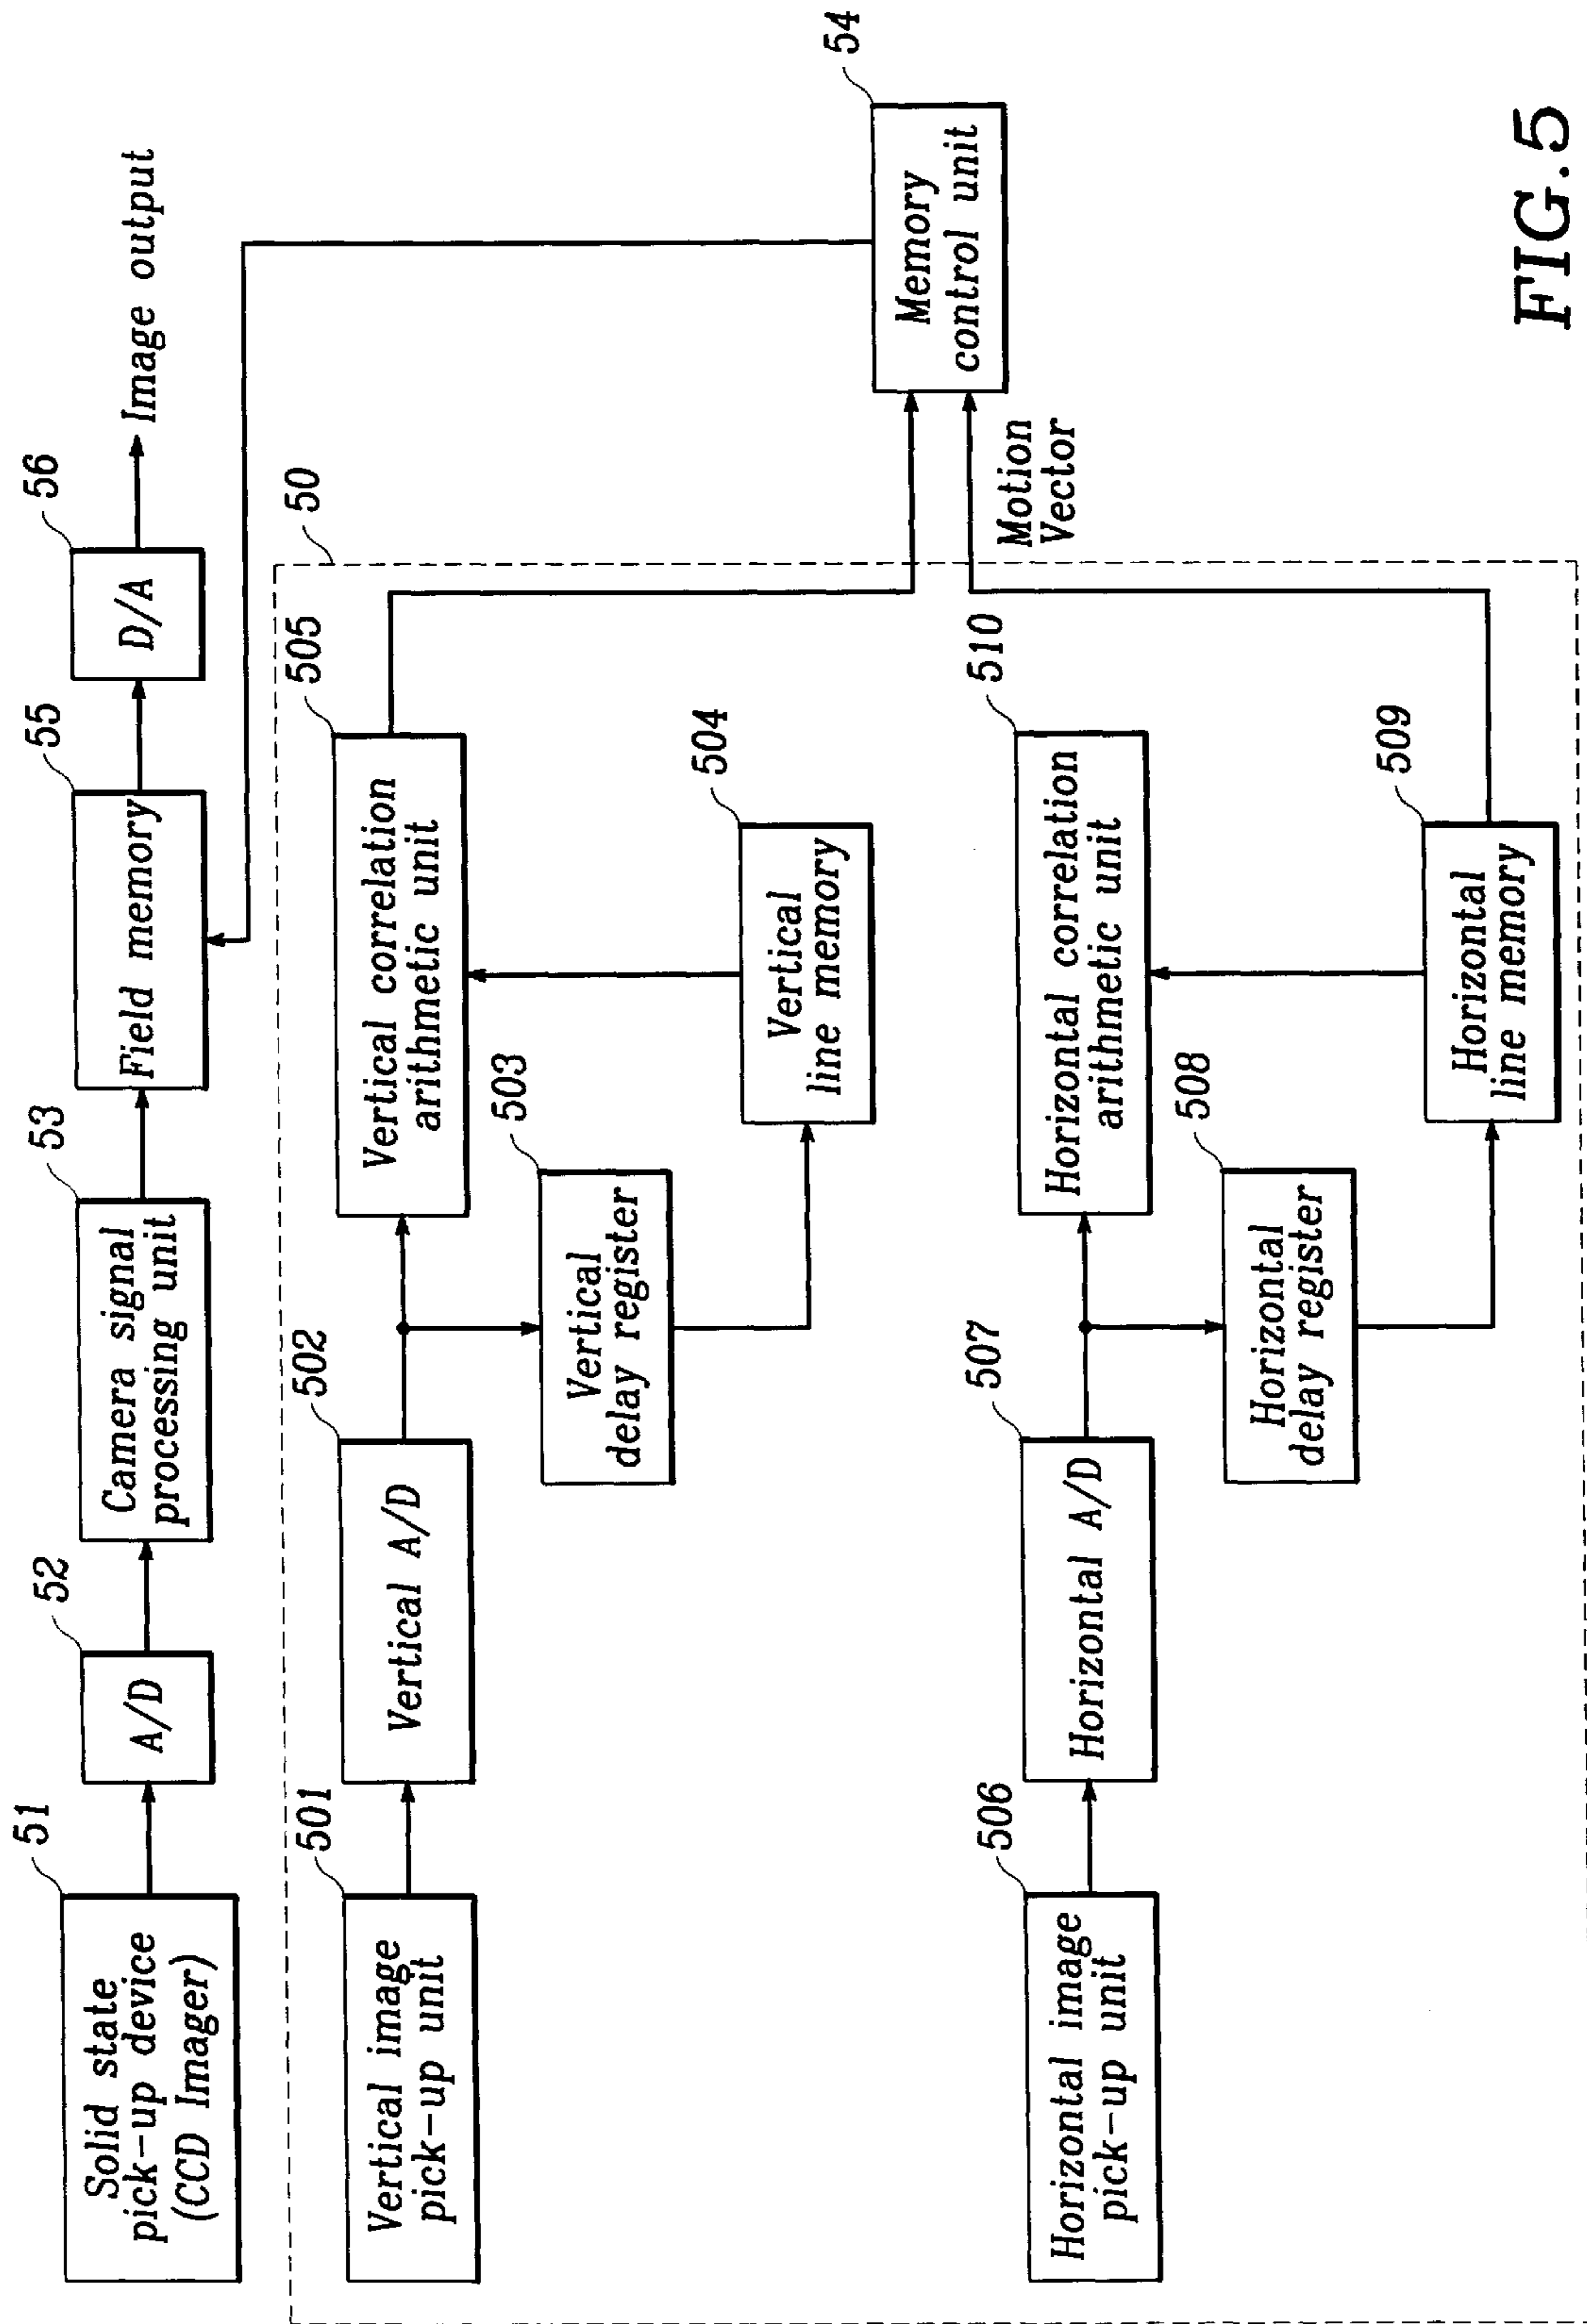 51
Solid state
pick-up device
(CCD Imager)
52
A/D
53
Camera signal
processing unit
55
Field memory
56
D/A
Image output
50
501
Vertical image
pick-up unit
502
Vertical A/D
503
Vertical
delay register
504
Vertical
line memory
505
Vertical correlation
arithmetic unit
54
Memory
control unit
Motion
Vector
506
Horizontal image
pick-up unit
507
Horizontal A/D
508
Horizontal
delay register
509
Horizontal
line memory
510
Horizontal correlation
arithmetic unit
FIG.5